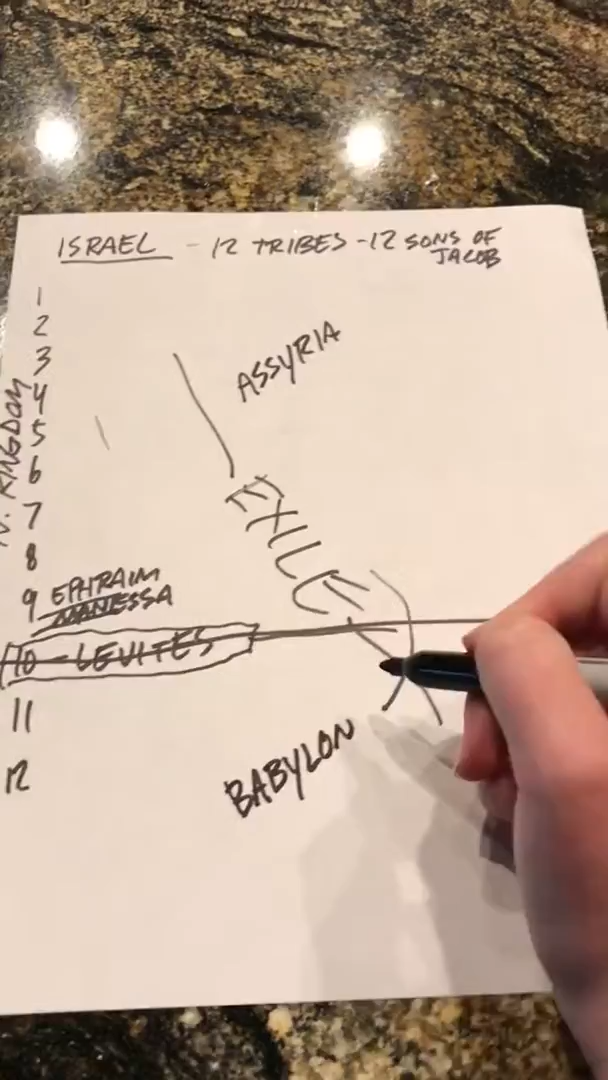 ISRAEL - 12 TRIBES - 12 SONS OF
JACOB
1
2
3
4
5
6
7
8
9 EPHRAIM
MANESSA
10 - LEVITES
11
12
N. KINGDOM
ASSYRIA
EXILE
BABYLON